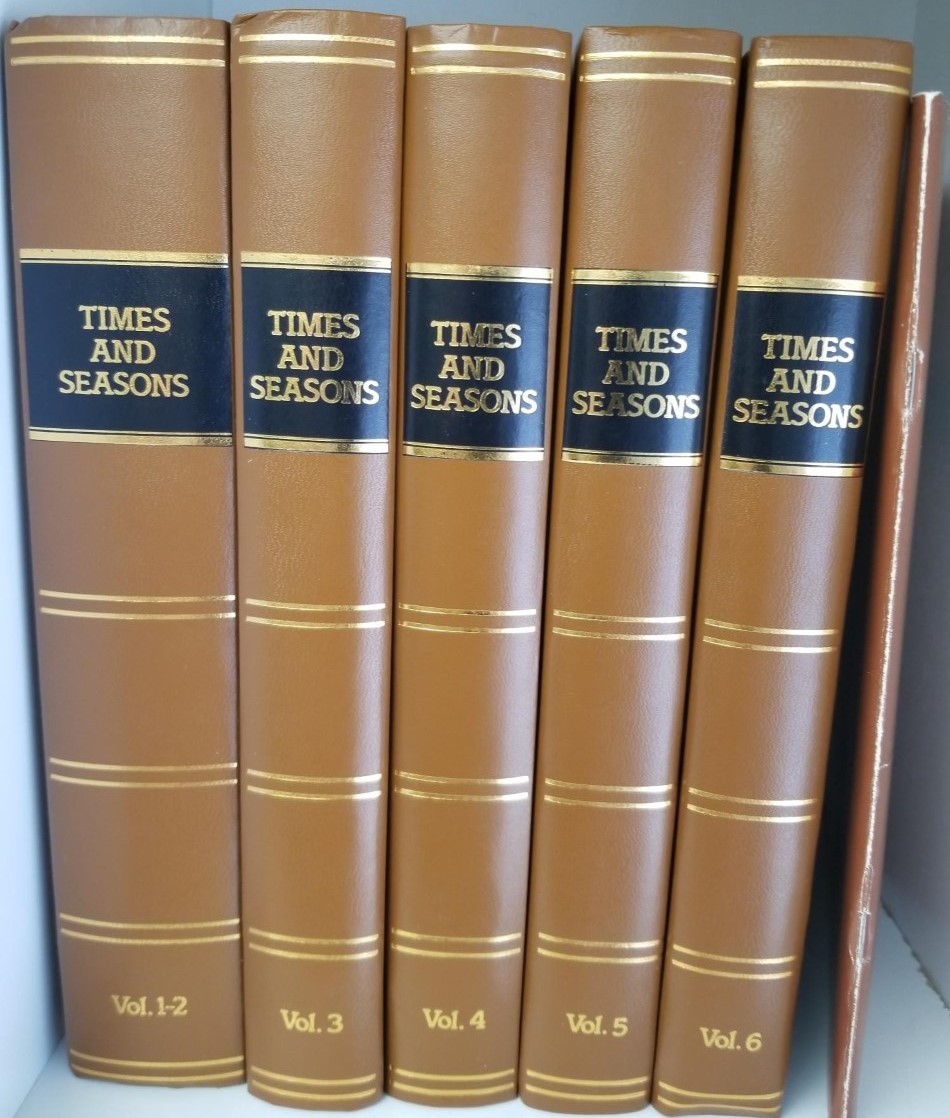 TIMES
AND
SEASONS
Vol. 1-2
TIMES
AND
SEASONS
Vol. 3
TIMES
AND
SEASONS
Vol. 4
TIMES
AND
SEASONS
Vol. 5
TIMES
AND
SEASONS
Vol. 6